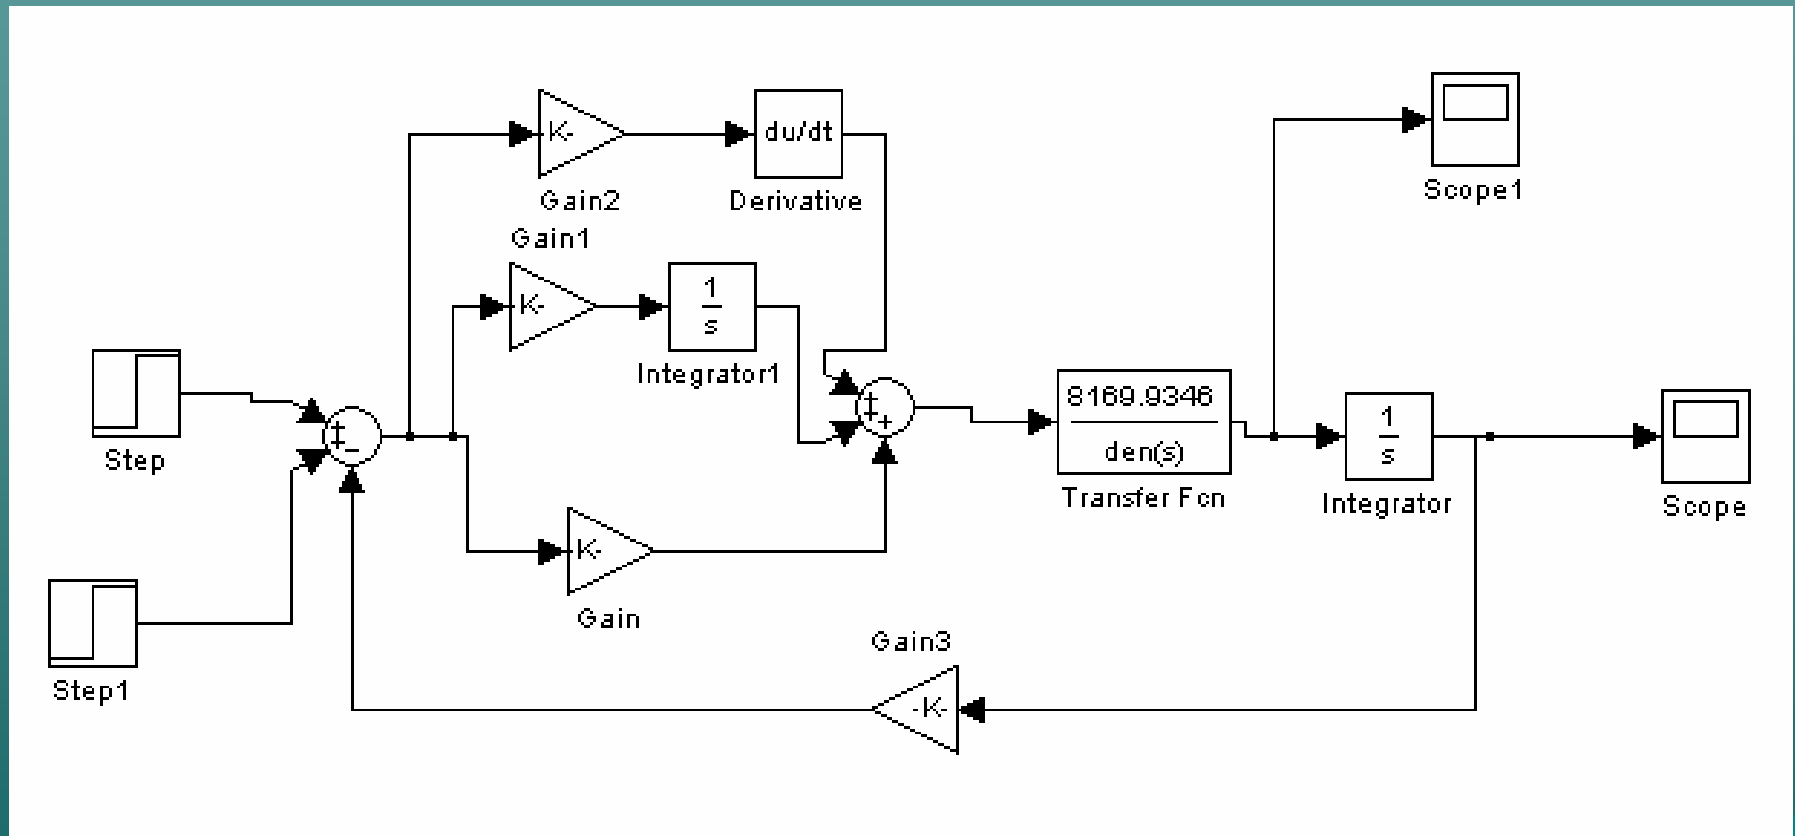 K-
du/dt
Gain2
Derivative
Gain1
K-
1
s
Integrator1
Scope1
Step
+
+
-
+
+
+
8169.9346
den(s)
Transfer Fcn
1
s
Integrator
Scope
K-
Gain
Step1
Gain3
-K-